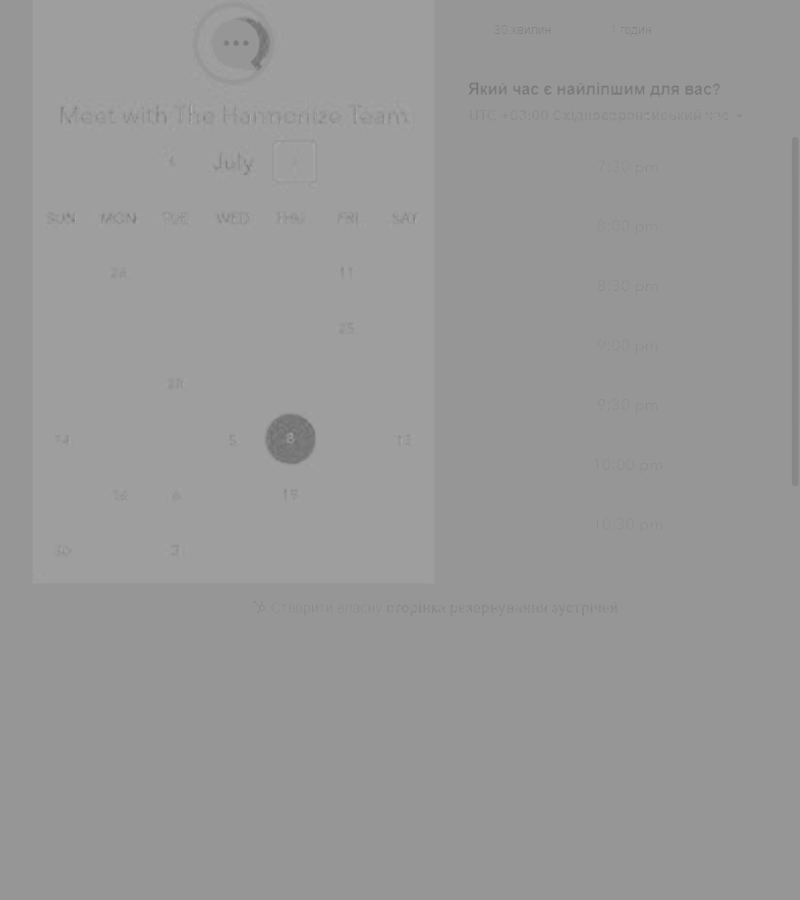 30 хвилин
1 годин
Meet with The Harmonize Team
July
SUN MON TUE WED THU FRI SAT
26 11
25
14 5 8 13
16 6 19
30 3
Який час є найліпшим для вас?
UTC +03:00 Східноєвропейський час
7:30 pm
8:00 pm
8:30 pm
9:00 pm
9:30 pm
10:00 pm
10:30 pm
Створити власну сторінка резервування зустрічей